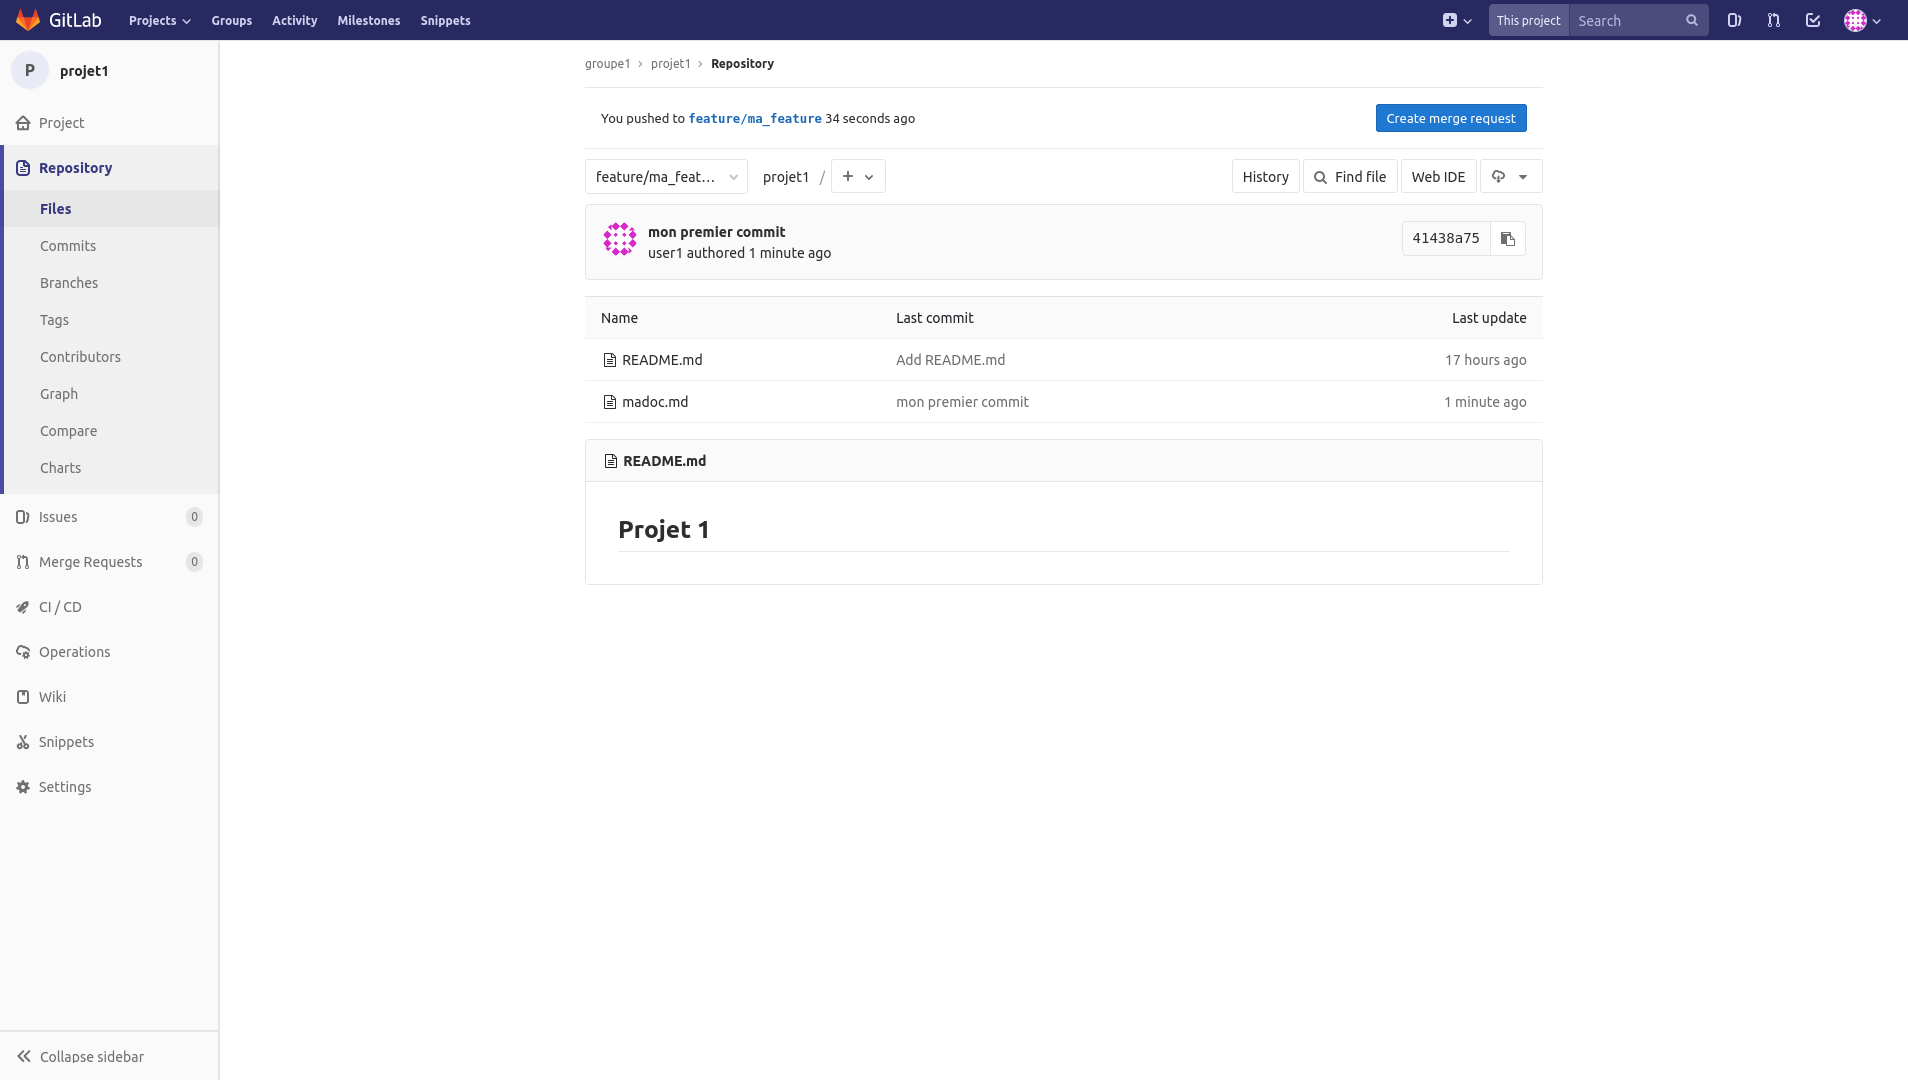 GitLab Projects Groups Activity Milestones Snippets This project Search
P projet1
Project
Repository
Files
Commits
Branches
Tags
Contributors
Graph
Compare
Charts
Issues 0
Merge Requests 0
CI / CD
Operations
Wiki
Snippets
Settings
Collapse sidebar
groupe1 › projet1 › Repository
You pushed to feature/ma_feature 34 seconds ago Create merge request
feature/ma_feat... projet1 / + History Find file Web IDE
mon premier commit
user1 authored 1 minute ago
41438a75
Name Last commit Last update
README.md Add README.md 17 hours ago
madoc.md mon premier commit 1 minute ago
README.md
Projet 1